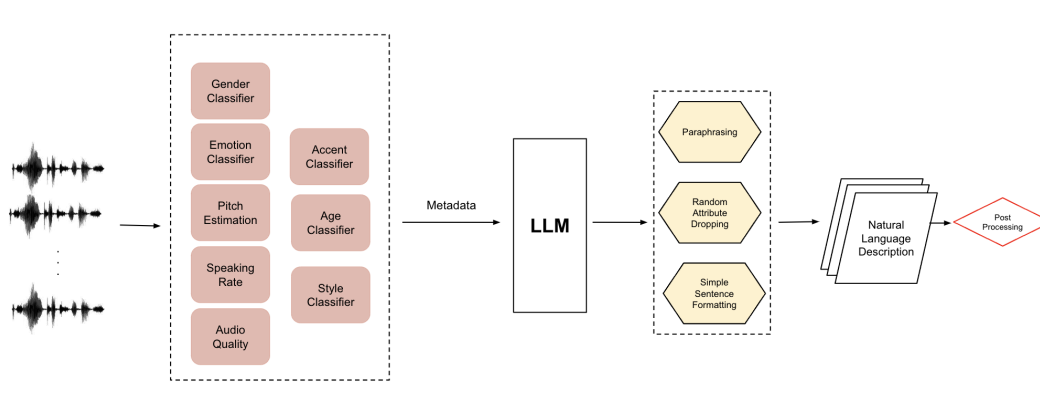 Gender
Classifier
Emotion
Classifier
Pitch
Estimation
Speaking
Rate
Audio
Quality
Accent
Classifier
Age
Classifier
Style
Classifier
Metadata
LLM
Paraphrasing
Random
Attribute
Dropping
Simple
Sentence
Formatting
Natural
Language
Description
Post
Processing